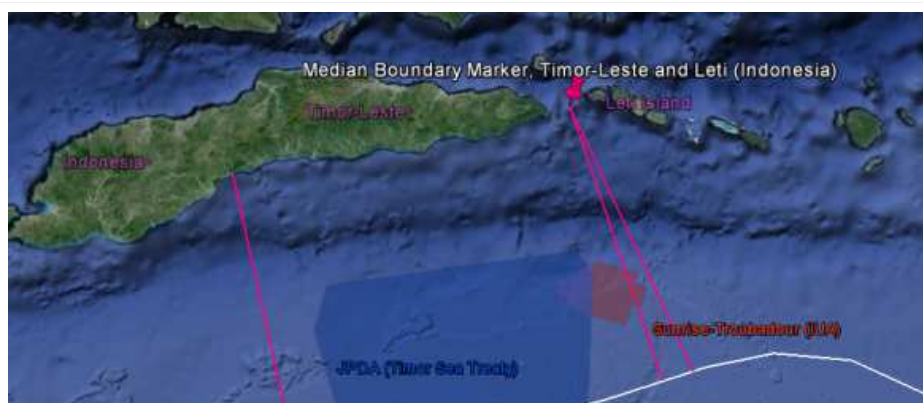 Median Boundary Marker, Timor-Leste and Leti (Indonesia)
Leti Island
Timor-Leste
Indonesia
Sunrise-Troubadour (JUA)
JPDA (Timor Sea Treaty)